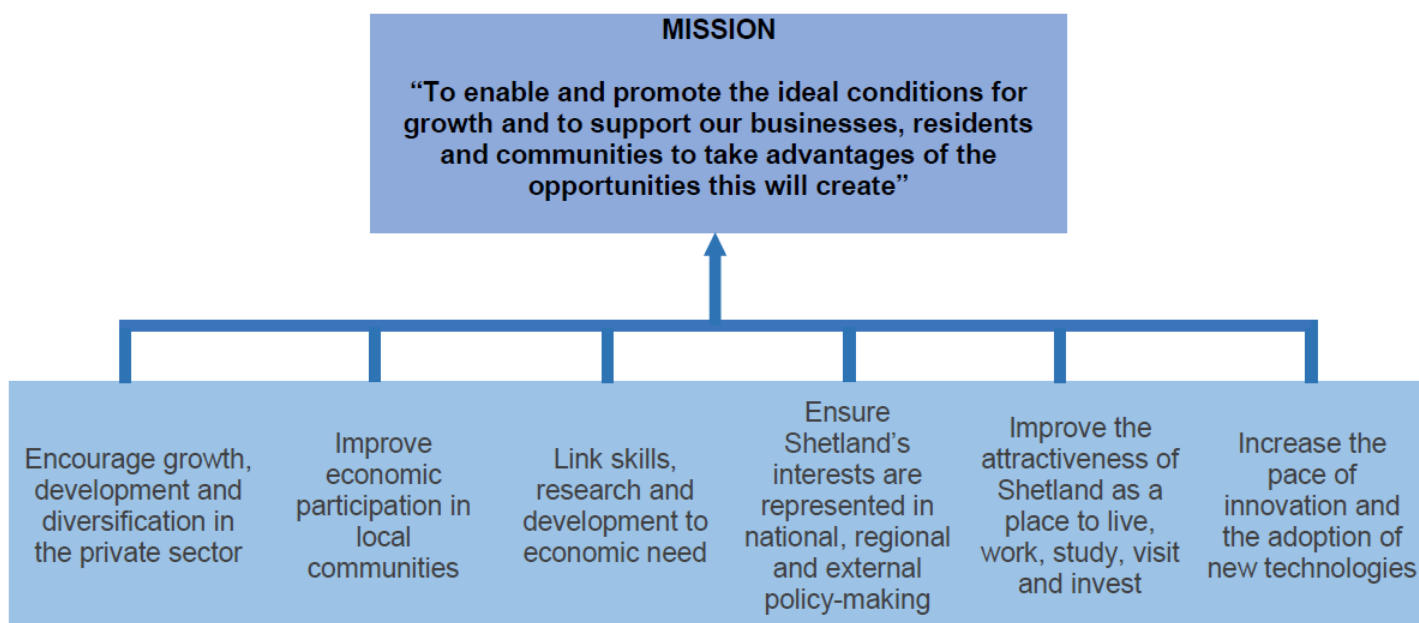 MISSION
“To enable and promote the ideal conditions for
growth and to support our businesses, residents
and communities to take advantages of the
opportunities this will create”
Encourage growth,
development and
diversification in
the private sector
Improve
economic
participation in
local
communities
Link skills,
research and
development to
economic need
Ensure
Shetland’s
interests are
represented in
national, regional
and external
policy-making
Improve the
attractiveness of
Shetland as a
place to live,
work, study, visit
and invest
Increase the
pace of
innovation and
the adoption of
new technologies